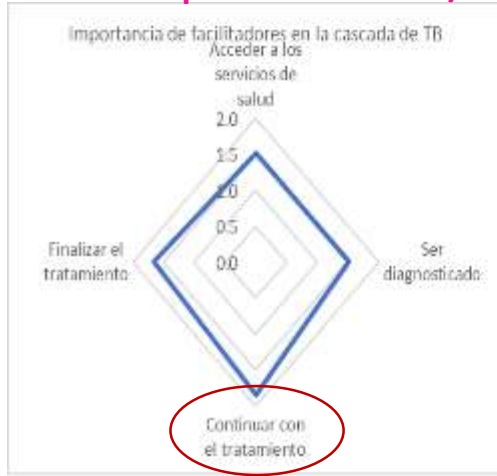 Importancia de facilitadores en la cascada de TB
Acceder a los
servicios de
salud
2.0
1.5
1.0
0.5
0.0
Finalizar el
tratamiento
Ser
diagnosticado
Continuar con
el tratamiento